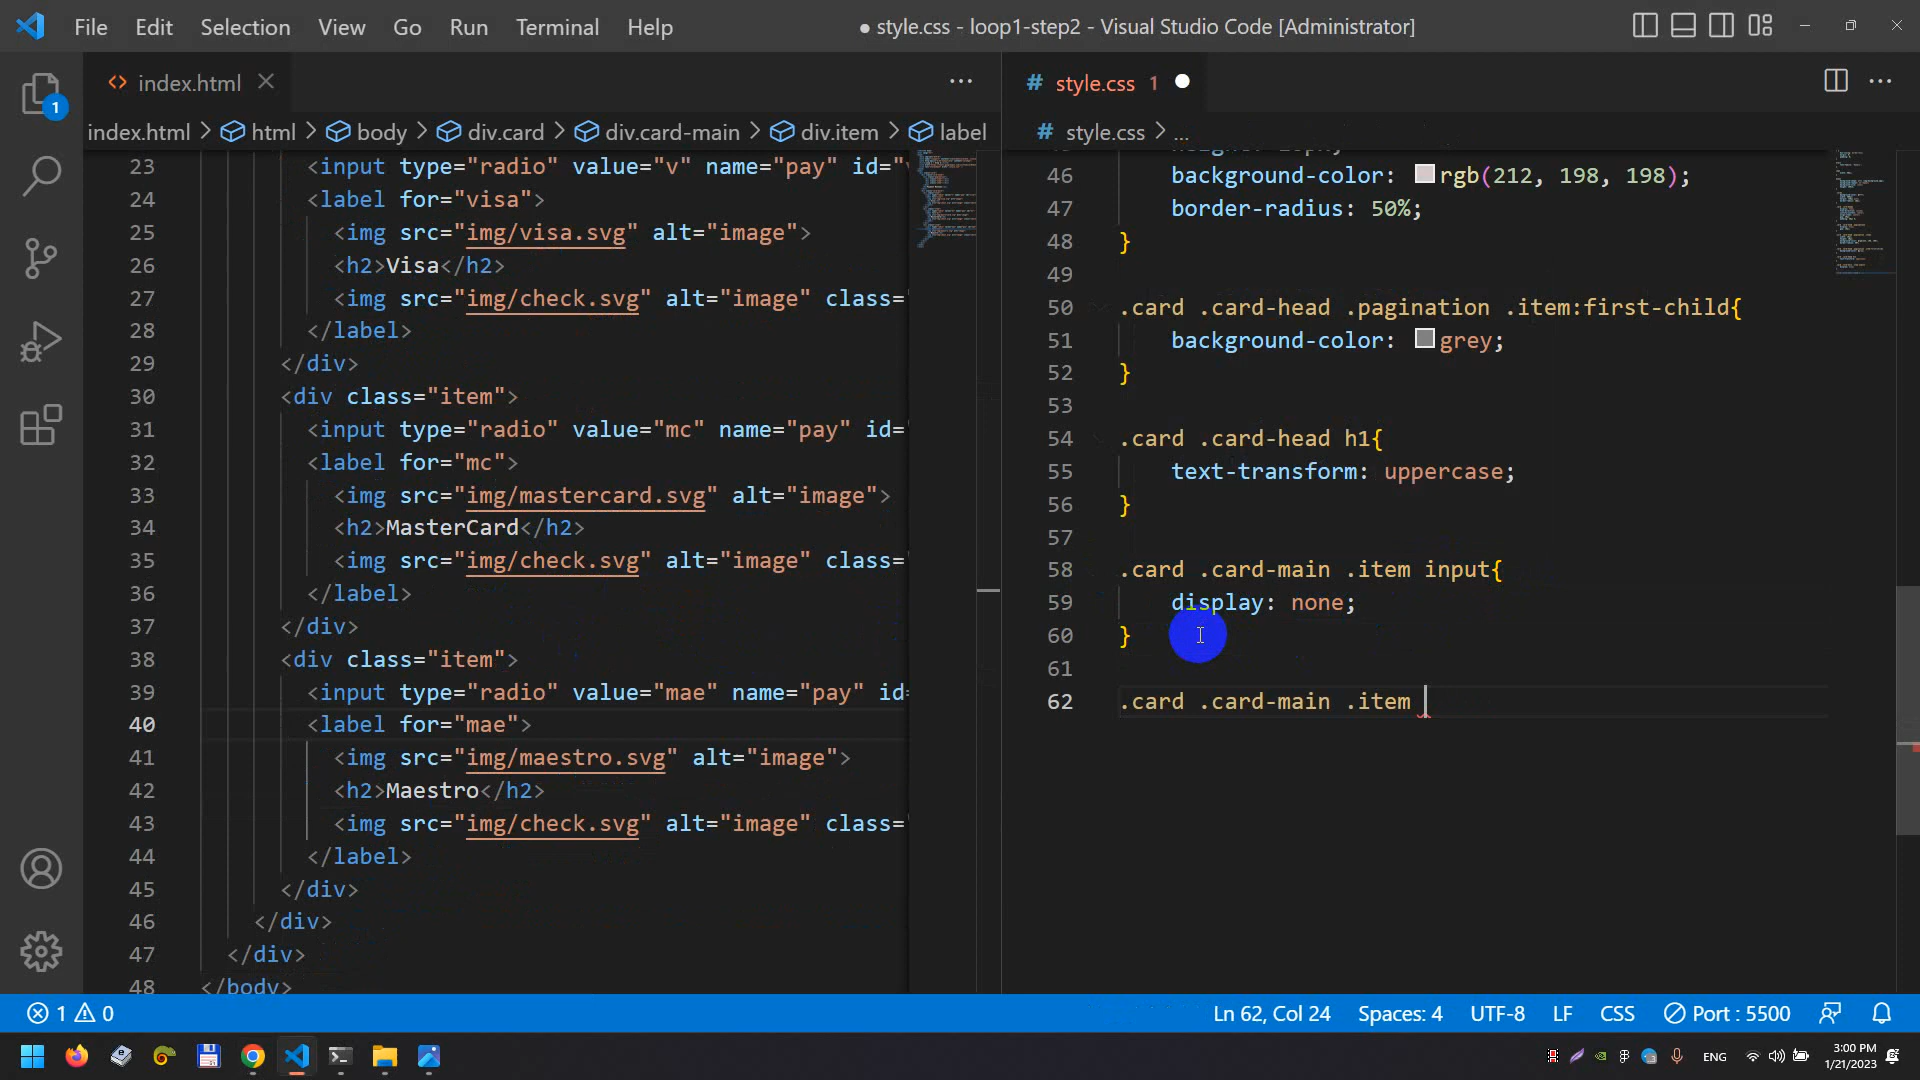 File Edit Selection View Go Run Terminal Help
● style.css - loop1-step2 - Visual Studio Code [Administrator]
index.html
index.html > html > body > div.card > div.card-main > div.item > label
23 <input type="radio" value="v" name="pay" id="
24 <label for="visa">
25 <img src="img/visa.svg" alt="image">
26 <h2>Visa</h2>
27 <img src="img/check.svg" alt="image" class="
28 </label>
29 </div>
30 <div class="item">
31 <input type="radio" value="mc" name="pay" id=
32 <label for="mc">
33 <img src="img/mastercard.svg" alt="image">
34 <h2>MasterCard</h2>
35 <img src="img/check.svg" alt="image" class=
36 </label>
37 </div>
38 <div class="item">
39 <input type="radio" value="mae" name="pay" id=
40 <label for="mae">
41 <img src="img/maestro.svg" alt="image">
42 <h2>Maestro</h2>
43 <img src="img/check.svg" alt="image" class=
44 </label>
45 </div>
46 </div>
47 </div>
48 </body>
# style.css 1
# style.css > ...
46 background-color: rgb(212, 198, 198);
47 border-radius: 50%;
48 }
49
50 .card .card-head .pagination .item:first-child{
51 background-color: grey;
52 }
53
54 .card .card-head h1{
55 text-transform: uppercase;
56 }
57
58 .card .card-main .item input{
59 display: none;
60 }
61
62 .card .card-main .item
1
1 0
Ln 62, Col 24 Spaces: 4 UTF-8 LF CSS Port : 5500
ENG
3:00 PM
1/21/2023